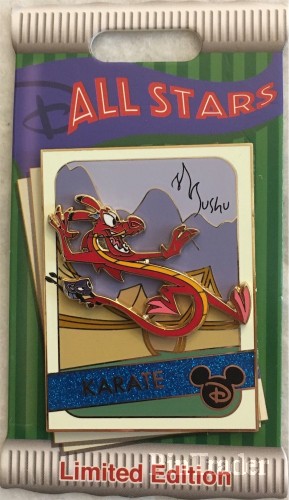 ALL STARS
Mushu
KARATE
D
Limited Edition
PinTrader